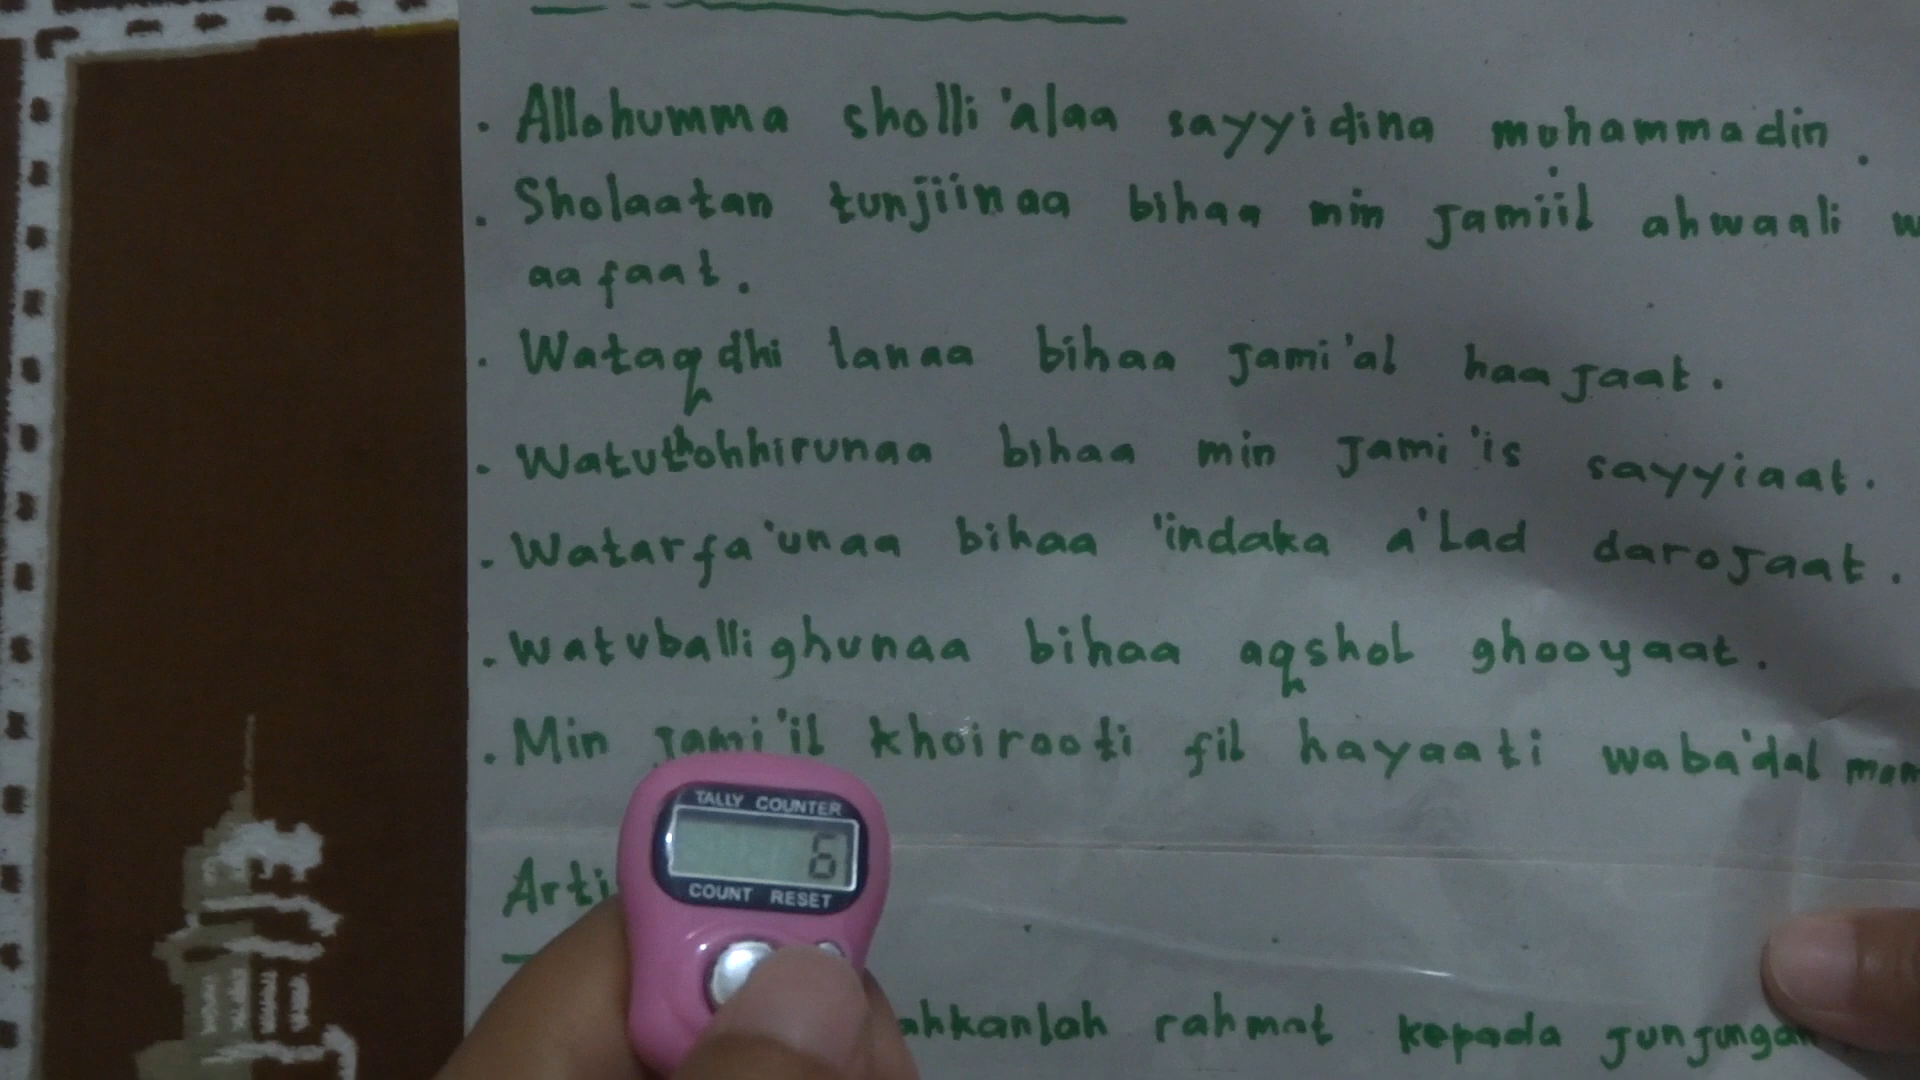 . Allohumma sholli 'alaa sayyidina muhammadin .
. Sholaatan tunjiinaa bihaa min jamiil ahwaali
aafaat .
. Wataqdhi lanaa bihaa jami'al haajaat .
. Watuthohhirunaa bihaa min jami'is sayyiaat .
. Watarfa'unaa bihaa 'indaka a'lad darojaat .
. Watuballighunaa bihaa aqshol ghooyaat .
. Min jami'il khoirooti fil hayaati waba'dal
TALLY COUNTER
6
COUNT RESET
Arti
rahmat kepada junjungan